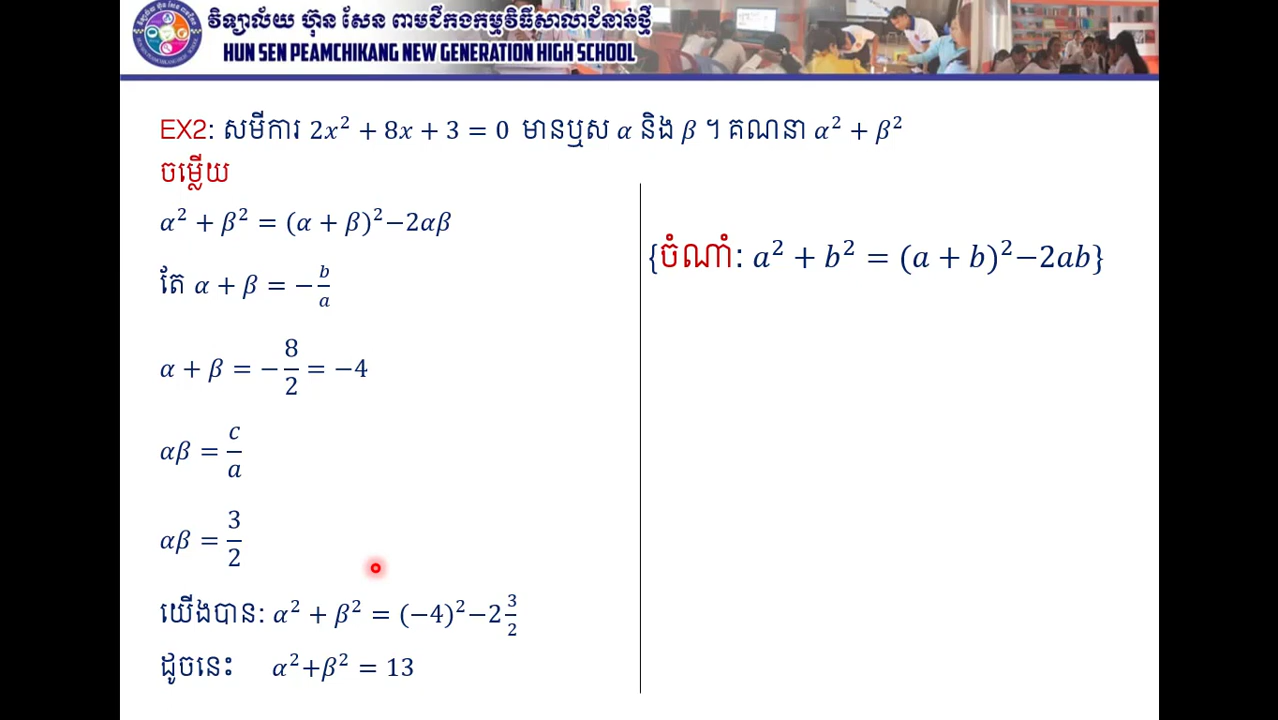 វិទ្យាល័យ ហ៊ុន សែន ពាមជីកងកម្មវិធីសាលាជំនាន់ថ្មី
HUN SEN PEAMCHIKANG NEW GENERATION HIGH SCHOOL
EX2: សមីការ 2x² + 8x + 3 = 0 មានឬស α និង β ។ គណនា α² + β²
ចម្លើយ
α² + β² = (α + β)²−2αβ
តែ α + β = −b/a
α + β = −8/2 = −4
αβ = c/a
αβ = 3/2
យើងបាន: α² + β² = (−4)²−2 3/2
ដូចនេះ α²+β² = 13
{ចំណាំ: a² + b² = (a + b)²−2ab}